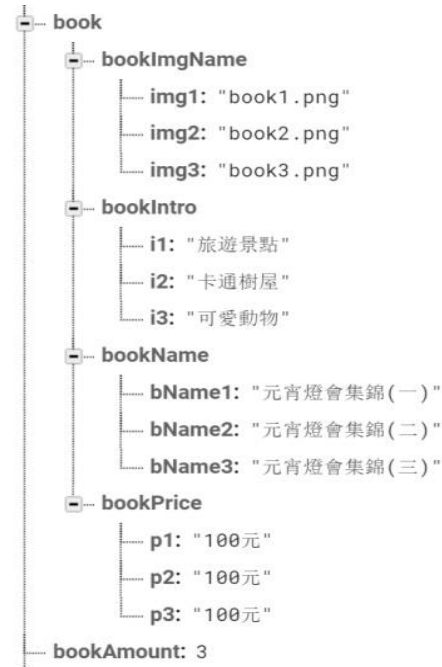 book
bookImgName
img1: "book1.png"
img2: "book2.png"
img3: "book3.png"
bookIntro
i1: "旅遊景點"
i2: "卡通樹屋"
i3: "可愛動物"
bookName
bName1: "元宵燈會集錦(一)"
bName2: "元宵燈會集錦(二)"
bName3: "元宵燈會集錦(三)"
bookPrice
p1: "100元"
p2: "100元"
p3: "100元"
bookAmount: 3